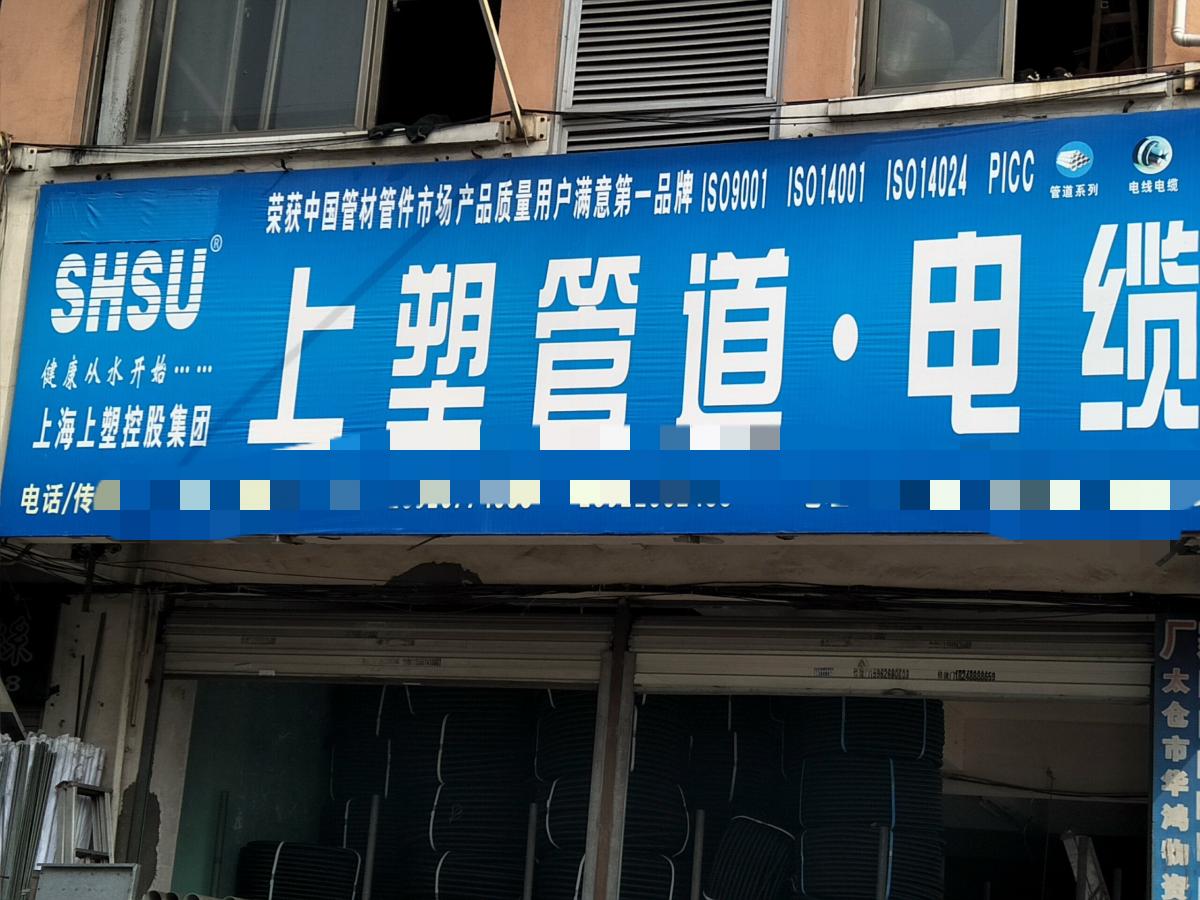 荣获中国管材管件市场产品质量用户满意第一品牌 ISO9001 ISO14001 ISO14024 PICC
管道系列
电线电缆
SHSU®
上塑管道·电缆
健康从水开始……
上海上塑控股集团
电话/传
厂
太仓市华鸿物资